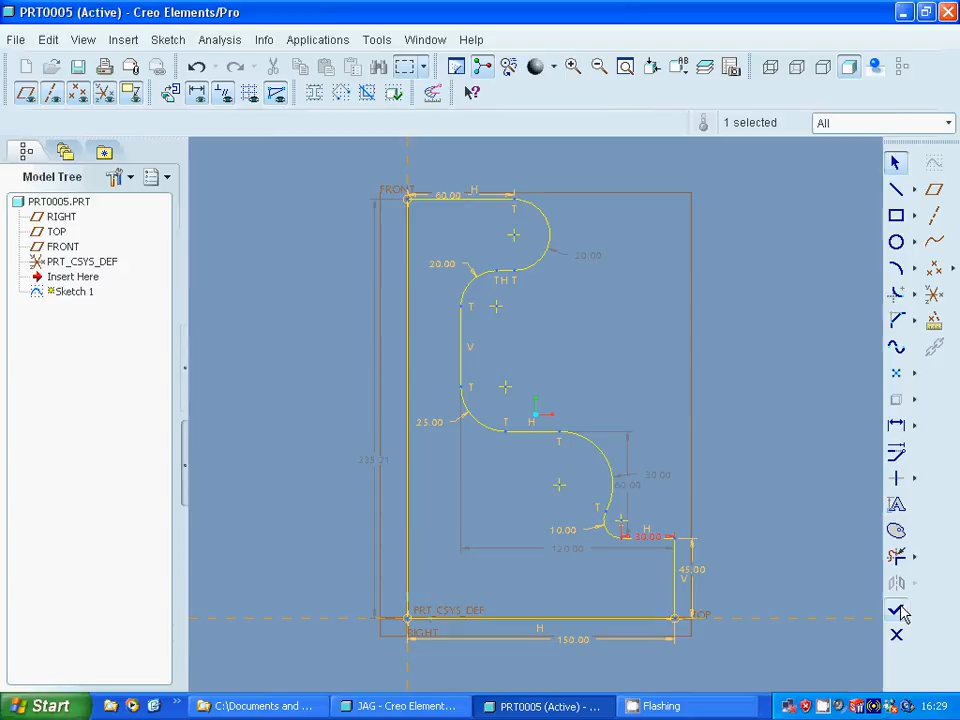 PRT0005 (Active) - Creo Elements/Pro
File Edit View Insert Sketch Analysis Info Applications Tools Window Help
1 selected
All
Model Tree
PRT0005.PRT
RIGHT
TOP
FRONT
PRT_CSYS_DEF
Insert Here
Sketch 1
FRONT
60.00
H
T
20.00
20.00
T H T
T
V
T
25.00
T
H
T
235.21
30.00
60.00
T
10.00
H
30.00
120.00
45.00
V
PRT_CSYS_DEF
TOP
RIGHT
H
150.00
Start
C:\Documents and ...
JAG - Creo Element...
PRT0005 (Active) - ...
Flashing
16:29